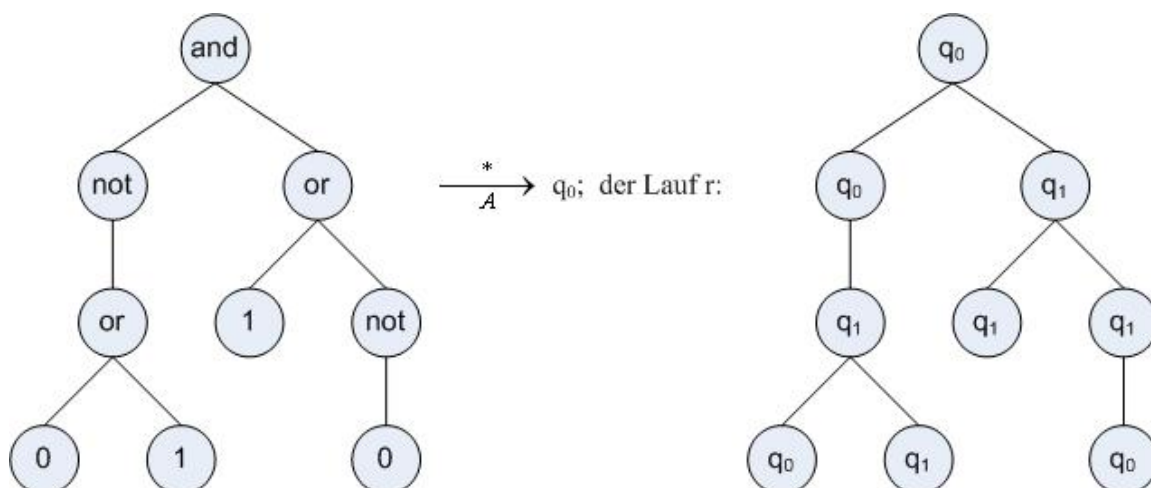 and q₀
not or * q₀ q₁
𝐴 q₀; der Lauf r:
or 1 not q₁ q₁ q₁
0 1 0 q₀ q₁ q₀